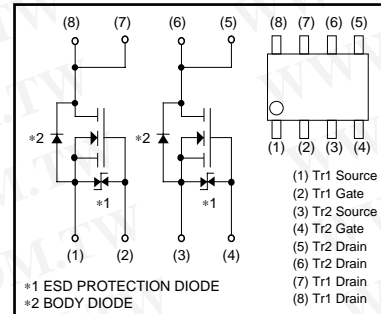 (8) (7) (6) (5)
(8) (7) (6) (5)
*2 *2
*1 *1
(1) (2) (3) (4)
(1) (2) (3) (4)
(1) Tr1 Source
(2) Tr1 Gate
(3) Tr2 Source
(4) Tr2 Gate
(5) Tr2 Drain
(6) Tr2 Drain
(7) Tr1 Drain
(8) Tr1 Drain
*1 ESD PROTECTION DIODE
*2 BODY DIODE